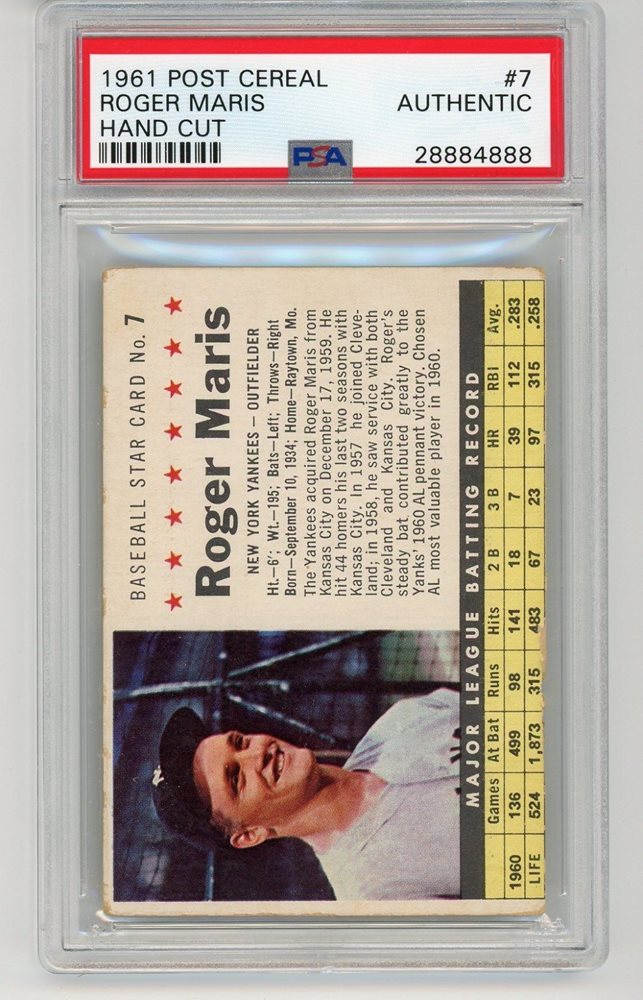 1961 POST CEREAL #7
ROGER MARIS AUTHENTIC
HAND CUT
PSA 28884888
BASEBALL STAR CARD No. 7
Roger Maris
NEW YORK YANKEES — OUTFIELDER
Ht.—6'; Wt.—195; Bats—Left; Throws—Right
Born—September 10, 1934; Home—Raytown, Mo.
The Yankees acquired Roger Maris from
Kansas City on December 17, 1959. He
hit 44 homers his last two seasons with
Kansas City. In 1957 he joined Cleve-
land; in 1958, he saw service with both
Cleveland and Kansas City. Roger's
steady bat contributed greatly to the
Yanks' 1960 AL pennant victory. Chosen
AL most valuable player in 1960.
MAJOR LEAGUE BATTING RECORD
Games At Bat Runs Hits 2 B 3 B HR RBI Avg.
1960 136 499 98 141 18 7 39 112 .283
LIFE 524 1,873 315 483 67 23 97 315 .258